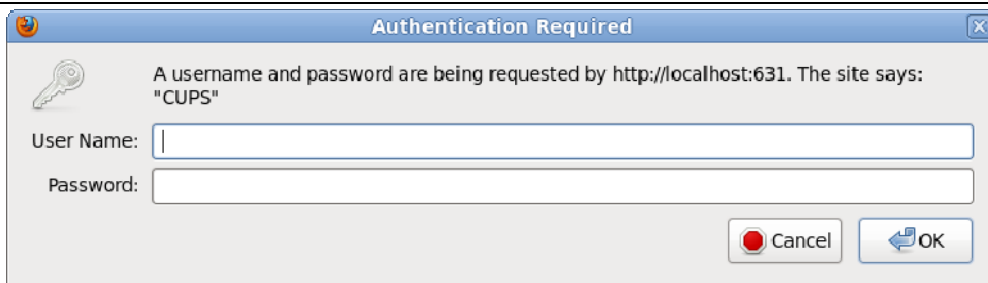 Authentication Required
A username and password are being requested by http://localhost:631. The site says:
"CUPS"
User Name:
Password:
Cancel
OK